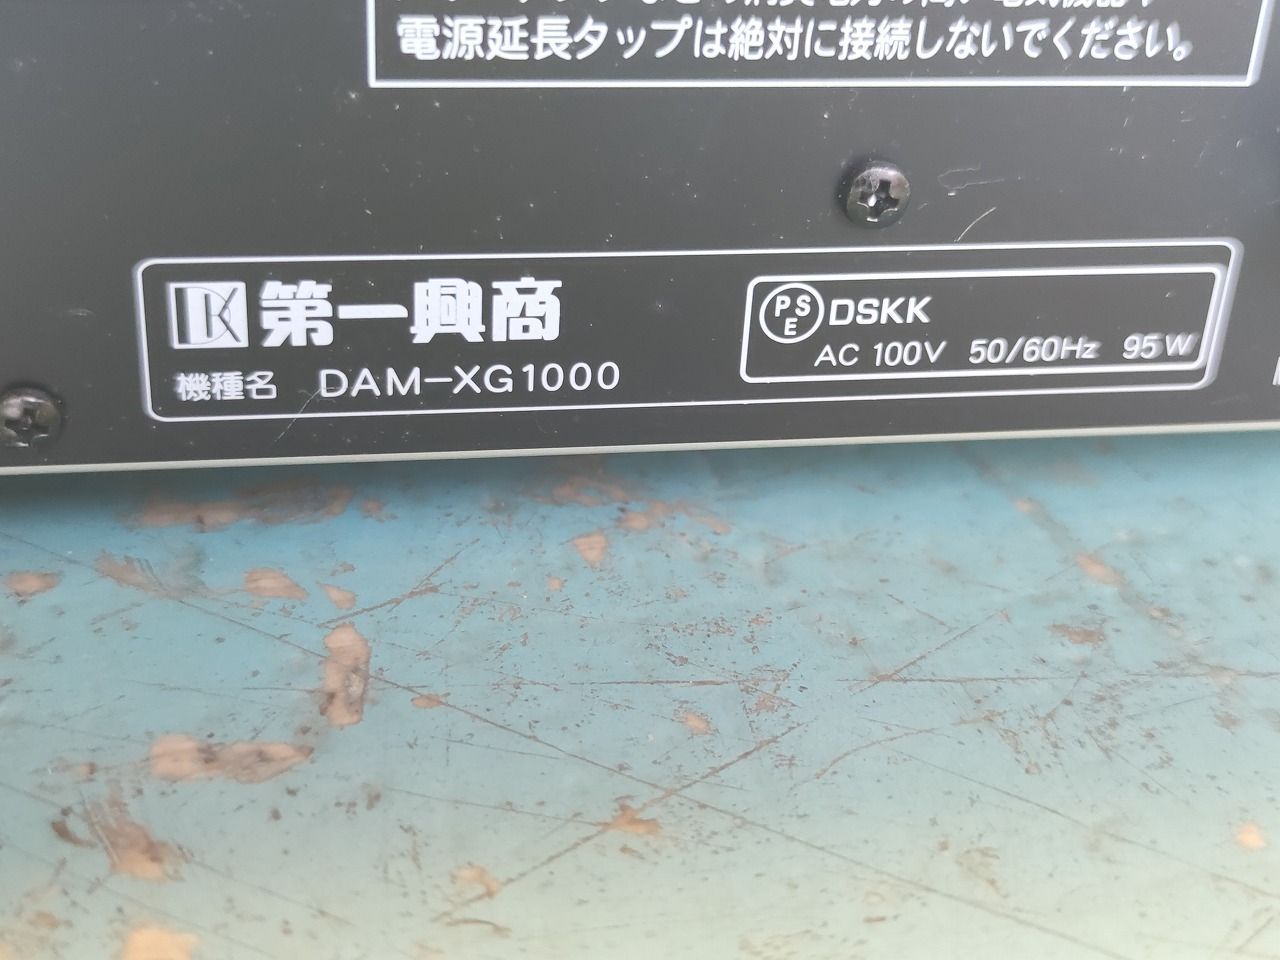 電源延長タップは絶対に接続しないでください。
DK 第一興商
機種名 DAM-XG1000
PSE DSKK
AC 100V 50/60Hz 95W